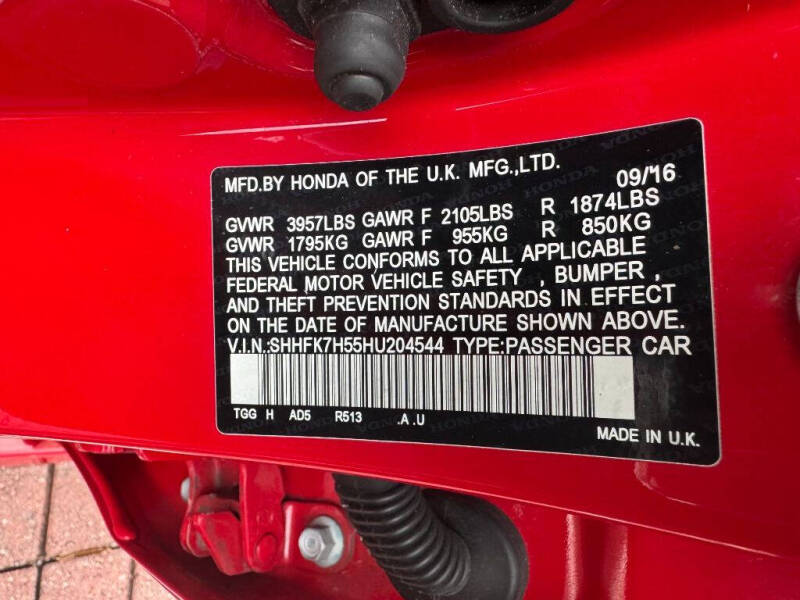 MFD.BY HONDA OF THE U.K. MFG.,LTD.
09/'16
GVWR 3957LBS GAWR F 2105LBS R 1874LBS
GVWR 1795KG GAWR F 955KG R 850KG
THIS VEHICLE CONFORMS TO ALL APPLICABLE
FEDERAL MOTOR VEHICLE SAFETY , BUMPER ,
AND THEFT PREVENTION STANDARDS IN EFFECT
ON THE DATE OF MANUFACTURE SHOWN ABOVE.
V.I.N.:SHHFK7H55HU204544 TYPE:PASSENGER CAR
TGG H AD5 R513 .A .U
MADE IN U.K.